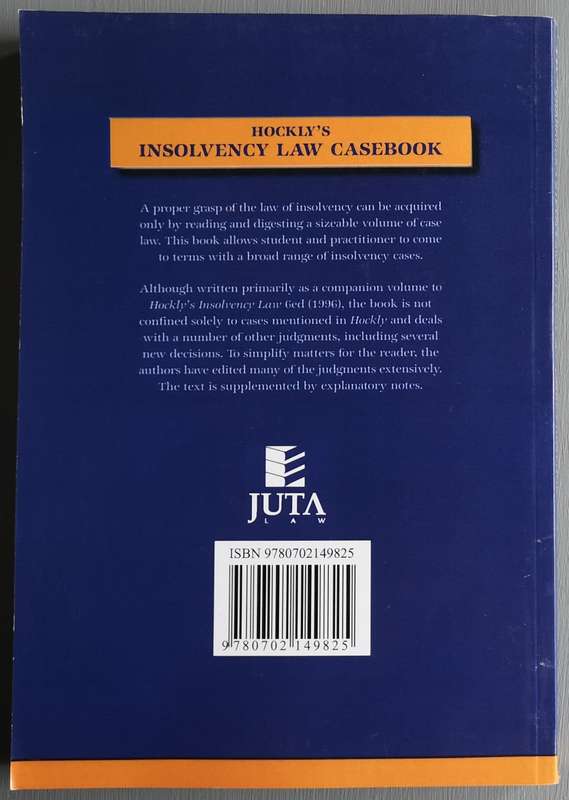 HOCKLY'S
INSOLVENCY LAW CASEBOOK
A proper grasp of the law of insolvency can be acquired
only by reading and digesting a sizeable volume of case
law. This book allows student and practitioner to come
to terms with a broad range of insolvency cases.
Although written primarily as a companion volume to
Hockly's Insolvency Law 6ed (1996), the book is not
confined solely to cases mentioned in Hockly and deals
with a number of other judgments, including several
new decisions. To simplify matters for the reader, the
authors have edited many of the judgments extensively.
The text is supplemented by explanatory notes.
JUTA
LAW
ISBN 9780702149825
9 780702 149825